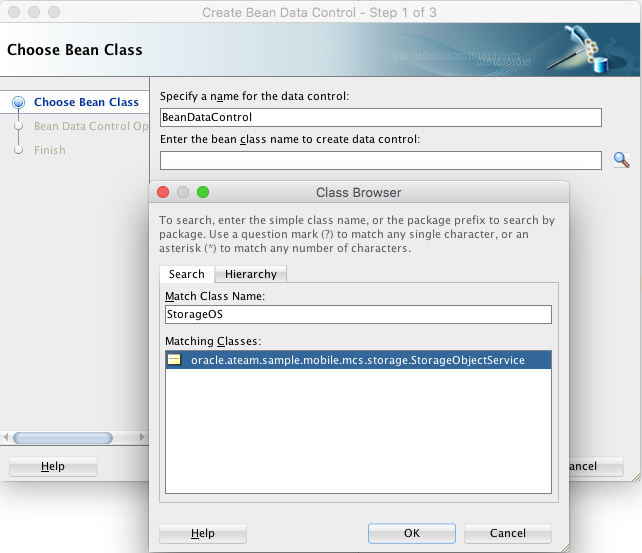 Create Bean Data Control - Step 1 of 3
Choose Bean Class
Choose Bean Class
Bean Data Control Op
Finish
Specify a name for the data control:
BeanDataControl
Enter the bean class name to create data control:
Class Browser
To search, enter the simple class name, or the package prefix to search by
package. Use a question mark (?) to match any single character, or an
asterisk (*) to match any number of characters.
Search
Hierarchy
Match Class Name:
StorageOS
Matching Classes:
oracle.ateam.sample.mobile.mcs.storage.StorageObjectService
Help
OK
Cancel
Help
ancel